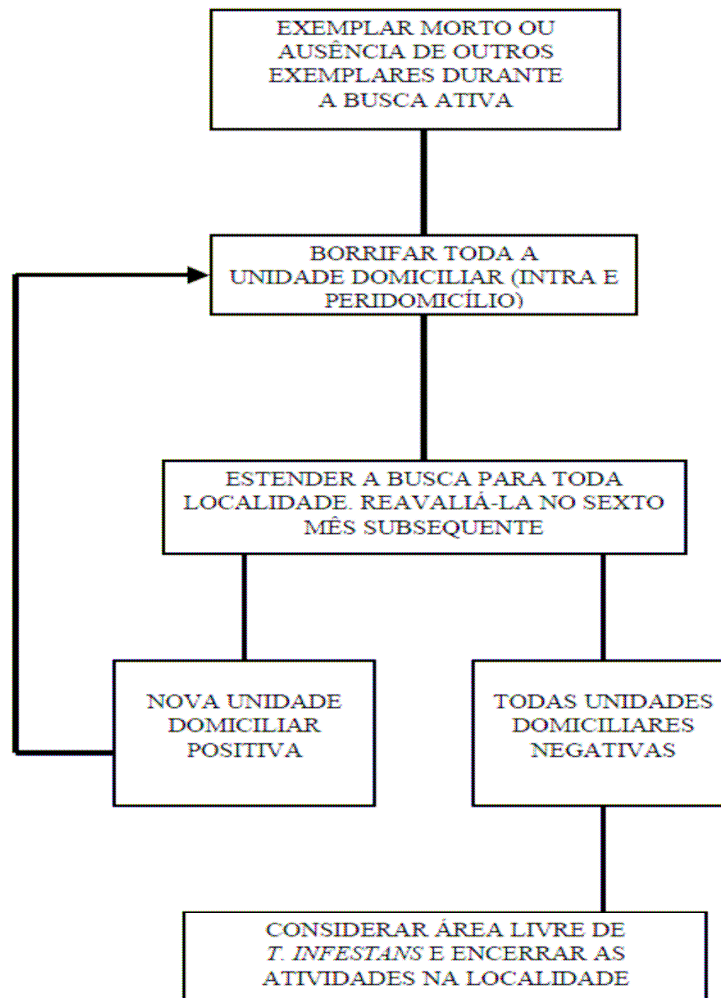 EXEMPLAR MORTO OU
AUSÊNCIA DE OUTROS
EXEMPLARES DURANTE
A BUSCA ATIVA
BORRIFAR TODA A
UNIDADE DOMICILIAR (INTRA E
PERIDOMICÍLIO)
ESTENDER A BUSCA PARA TODA
LOCALIDADE. REAVALIÁ-LA NO SEXTO
MÊS SUBSEQUENTE
NOVA UNIDADE
DOMICILIAR
POSITIVA
TODAS UNIDADES
DOMICILIARES
NEGATIVAS
CONSIDERAR ÁREA LIVRE DE
T. INFESTANS E ENCERRAR AS
ATIVIDADES NA LOCALIDADE